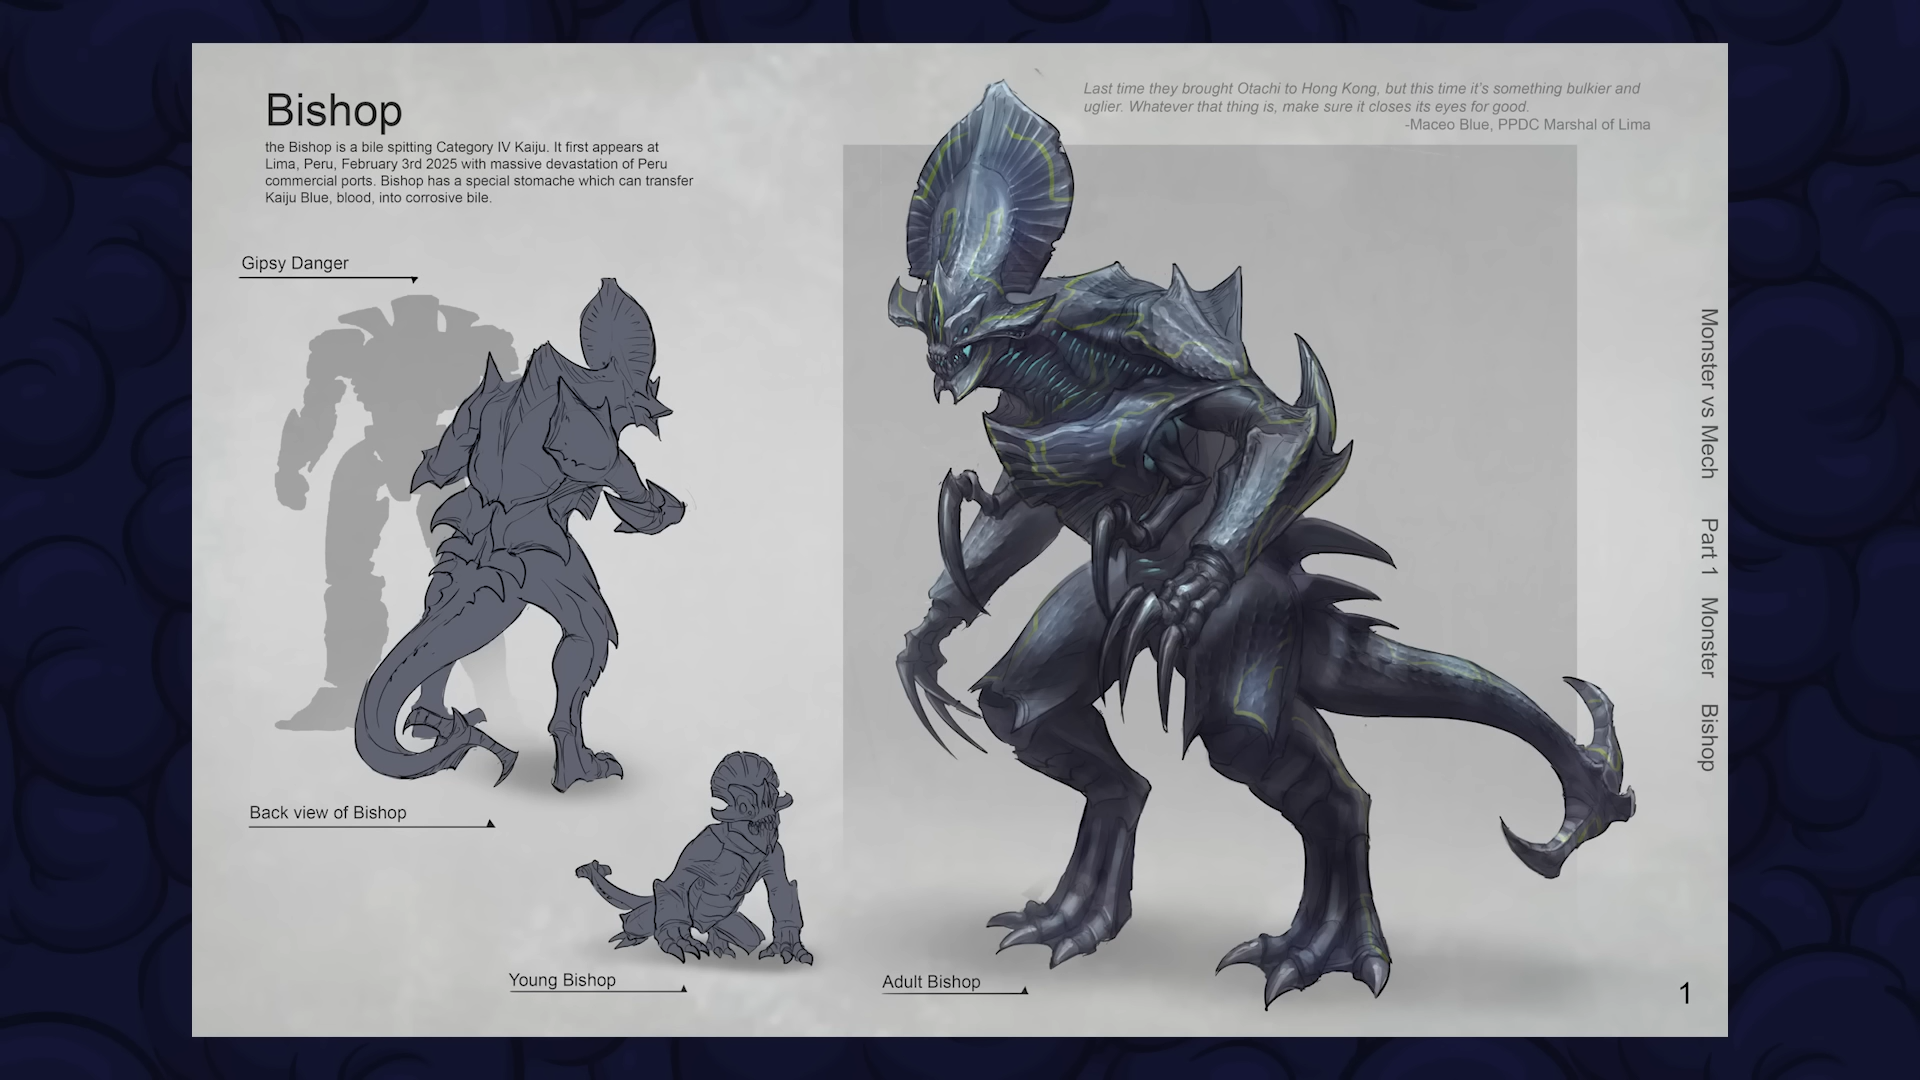 Bishop
the Bishop is a bile spitting Category IV Kaiju. It first appears at
Lima, Peru, February 3rd 2025 with massive devastation of Peru
commercial ports. Bishop has a special stomache which can transfer
Kaiju Blue, blood, into corrosive bile.
Last time they brought Otachi to Hong Kong, but this time it's something bulkier and
uglier. Whatever that thing is, make sure it closes its eyes for good.
-Maceo Blue, PPDC Marshal of Lima
Gipsy Danger
Back view of Bishop
Young Bishop
Adult Bishop
Monster vs Mech Part 1 Monster Bishop
1